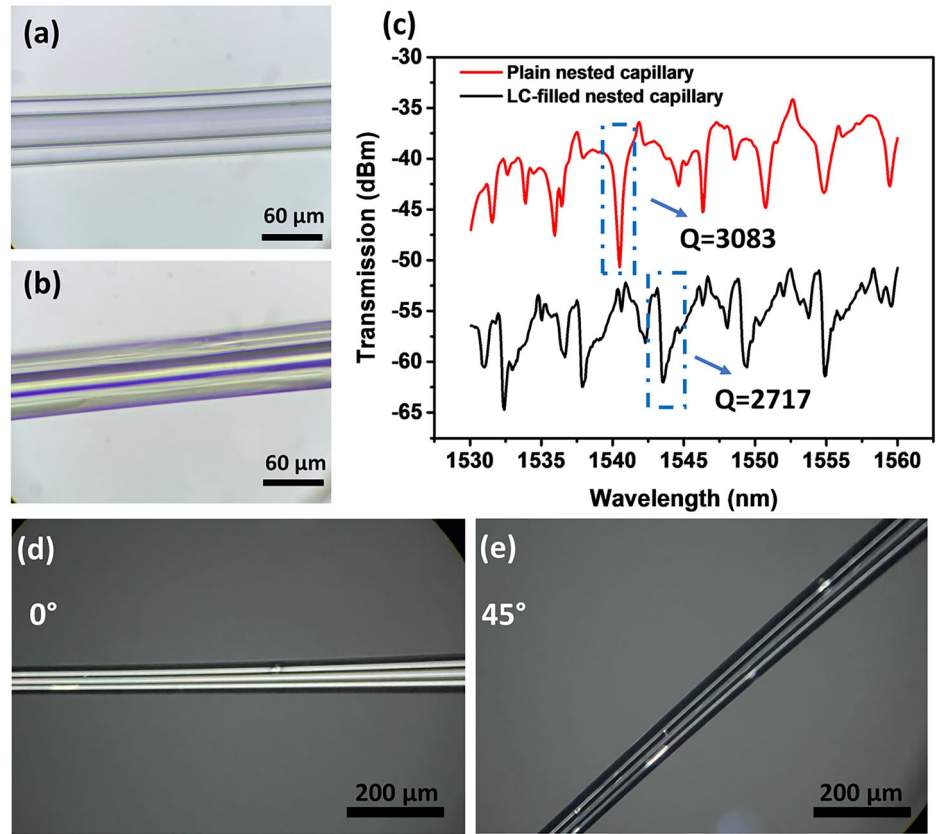 (a)
60 μm
(b)
60 μm
(c)
-30
-35
-40
-45
-50
-55
-60
-65
Transmission (dBm)
Plain nested capillary
LC-filled nested capillary
Q=3083
Q=2717
1530 1535 1540 1545 1550 1555 1560
Wavelength (nm)
(d)
0°
200 μm
(e)
45°
200 μm